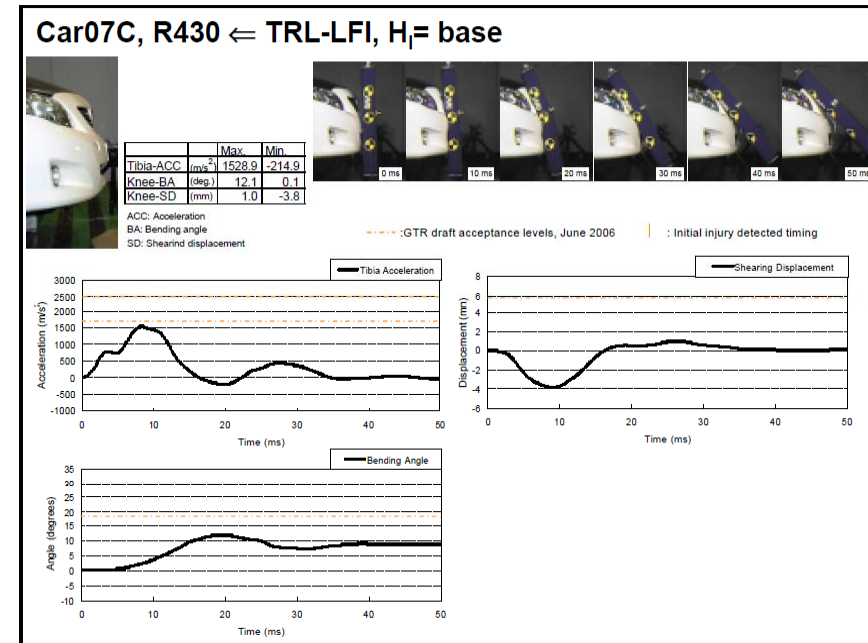 Car07C, R430 ⇐ TRL-LFI, Hl= base
Max. Min.
Tibia-ACC (m/s2) 1528.9 -214.9
Knee-BA (deg.) 12.1 0.1
Knee-SD (mm) 1.0 -3.8
ACC: Acceleration
BA: Bending angle
SD: Shearind displacement
0 ms 10 ms 20 ms 30 ms 40 ms 50 ms
:GTR draft acceptance levels, June 2006 : Initial injury detected timing
Tibia Acceleration
Acceleration (m/s2)
3000
2500
2000
1500
1000
500
0
-500
-1000
0 10 20 30 40 50
Time (ms)
Shearing Displacement
Displacement (mn)
8
6
4
2
0
-2
-4
-6
0 10 20 30 40 50
Time (ms)
Bending Angle
Angle (degrees)
35
30
25
20
15
10
5
0
-5
-10
0 10 20 30 40 50
Time (ms)